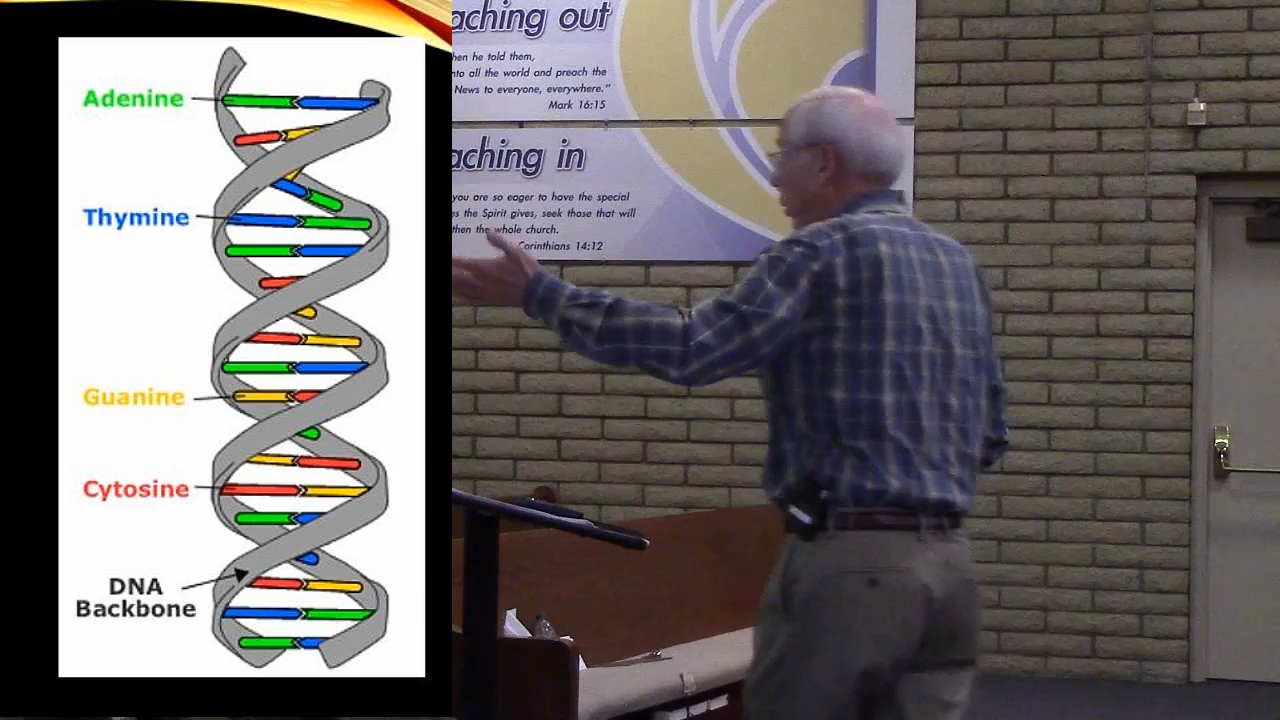 Adenine
Thymine
Guanine
Cytosine
DNA
Backbone
aching out
hen he told them,
nto all the world and preach the
News to everyone, everywhere."
Mark 16:15
aching in
you are so eager to have the special
es the Spirit gives, seek those that will
then the whole church.
Corinthians 14:12